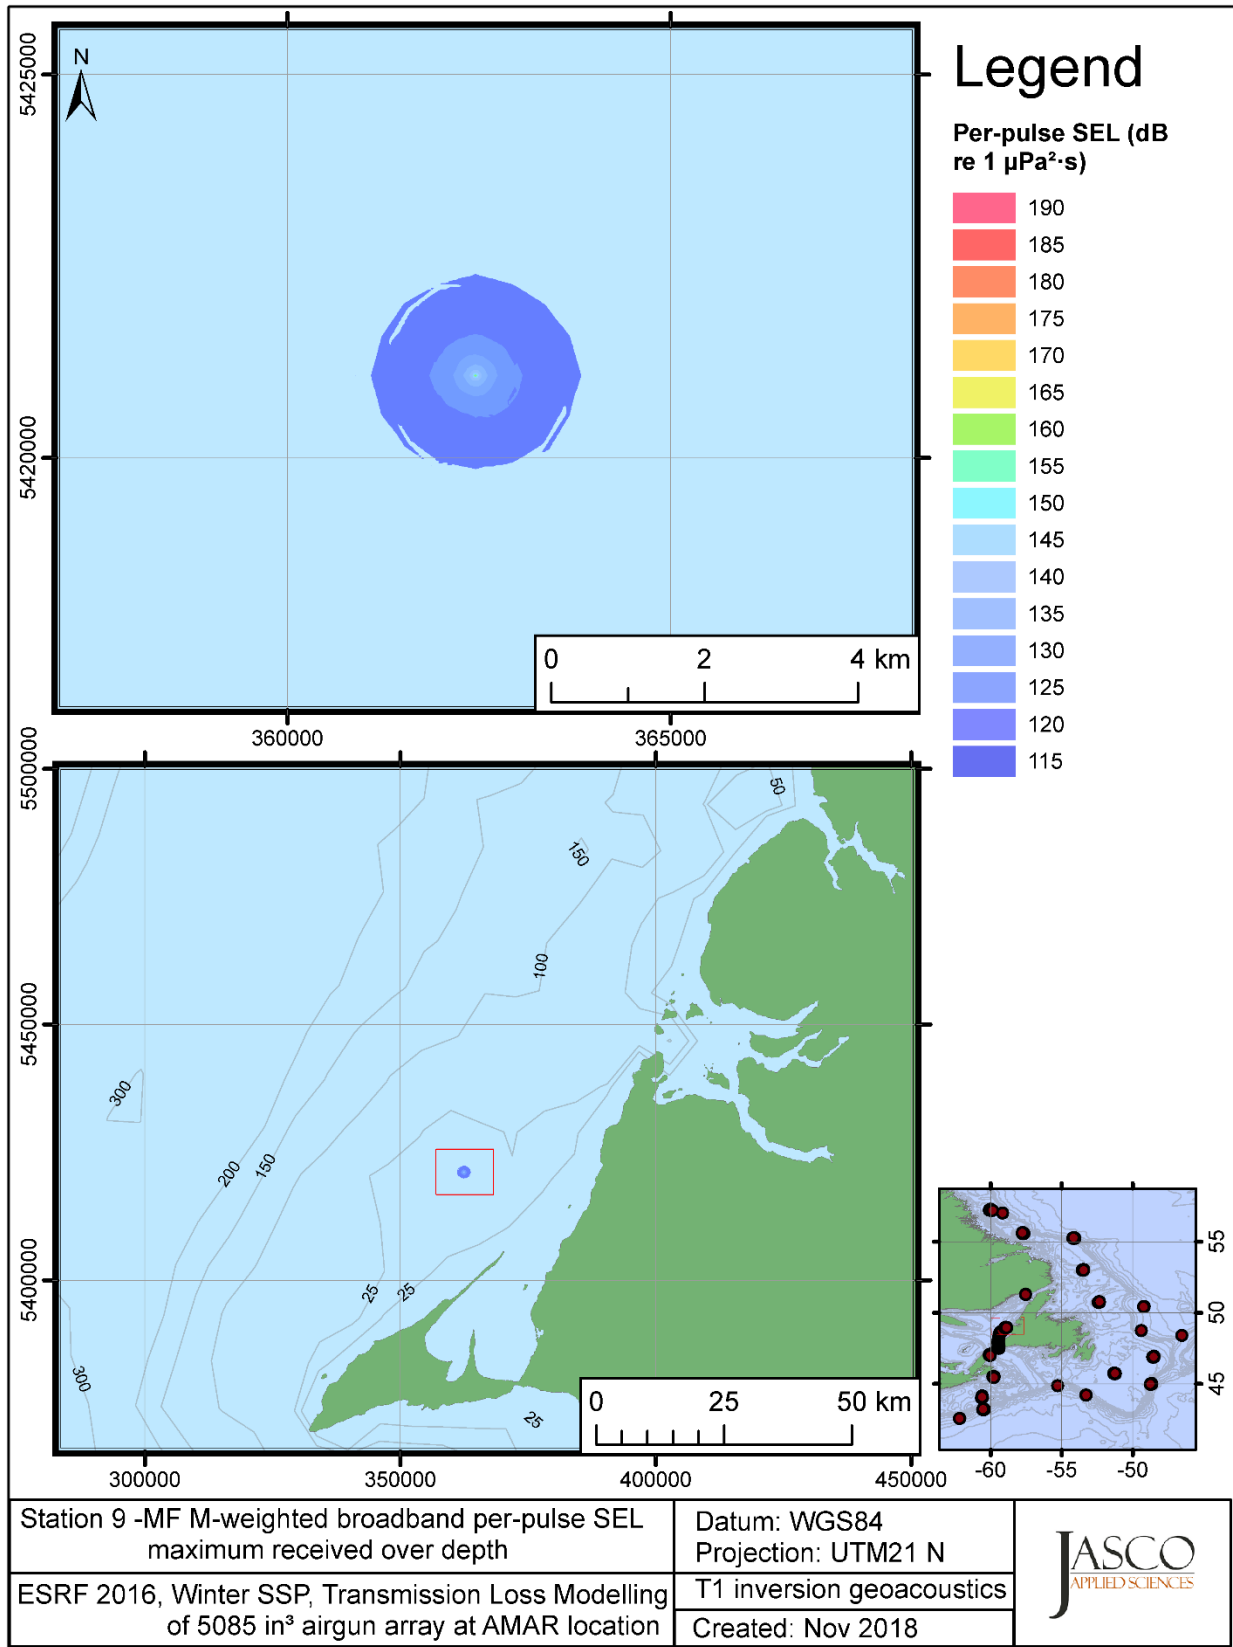 N
5425000
5420000
360000
365000
0
2
4 km
Legend
Per-pulse SEL (dB
re 1 µPa²·s)
190
185
180
175
170
165
160
155
150
145
140
135
130
125
120
115
5500000
5450000
5400000
300000
350000
400000
450000
50
150
100
300
200
150
25
25
300
25
0
25
50 km
55
50
45
-60
-55
-50
Station 9 -MF M-weighted broadband per-pulse SEL
maximum received over depth
ESRF 2016, Winter SSP, Transmission Loss Modelling
of 5085 in³ airgun array at AMAR location
Datum: WGS84
Projection: UTM21 N
T1 inversion geoacoustics
Created: Nov 2018
JASCO
APPLIED SCIENCES